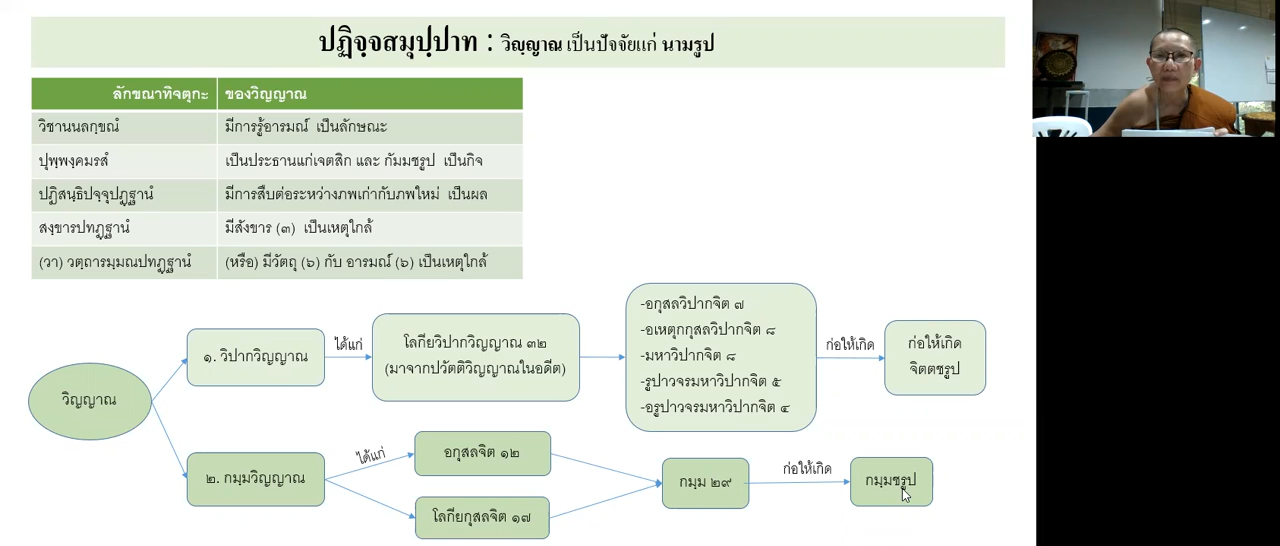 ปฏิจฺจสมุปฺปาท : วิญฺญาณ เป็นปัจจัยแก่ นามรูป
ลักขณาทิจตุกะ ของวิญญาณ
วิชานนลกฺขณํ มีการรู้อารมณ์ เป็นลักษณะ
ปุพฺพงฺคมรสํ เป็นประธานแก่เจตสิก และ กัมมชรูป เป็นกิจ
ปฏิสนฺธิปจฺจุปฏฺฐานํ มีการสืบต่อระหว่างภพเก่ากับภพใหม่ เป็นผล
สงฺขารปทฏฺฐานํ มีสังขาร (๓) เป็นเหตุใกล้
(วา) วตฺถารมฺมณปทฏฺฐานํ (หรือ) มีวัตถุ (๖) กับ อารมณ์ (๖) เป็นเหตุใกล้
วิญญาณ
๑. วิปากวิญญาณ
ได้แก่
โลกียวิปากวิญญาณ ๓๒
(มาจากปวัตติวิญญาณในอดีต)
-อกุสลวิปากจิต ๗
-อเหตุกกุสลวิปากจิต ๘
-มหาวิปากจิต ๘
-รูปาวจรมหาวิปากจิต ๕
-อรูปาวจรมหาวิปากจิต ๔
ก่อให้เกิด
ก่อให้เกิด
จิตตชรูป
๒. กมฺมวิญญาณ
ได้แก่
อกุสลจิต ๑๒
โลกียกุสลจิต ๑๗
กมฺม ๒๙
ก่อให้เกิด
กมฺมชรูป